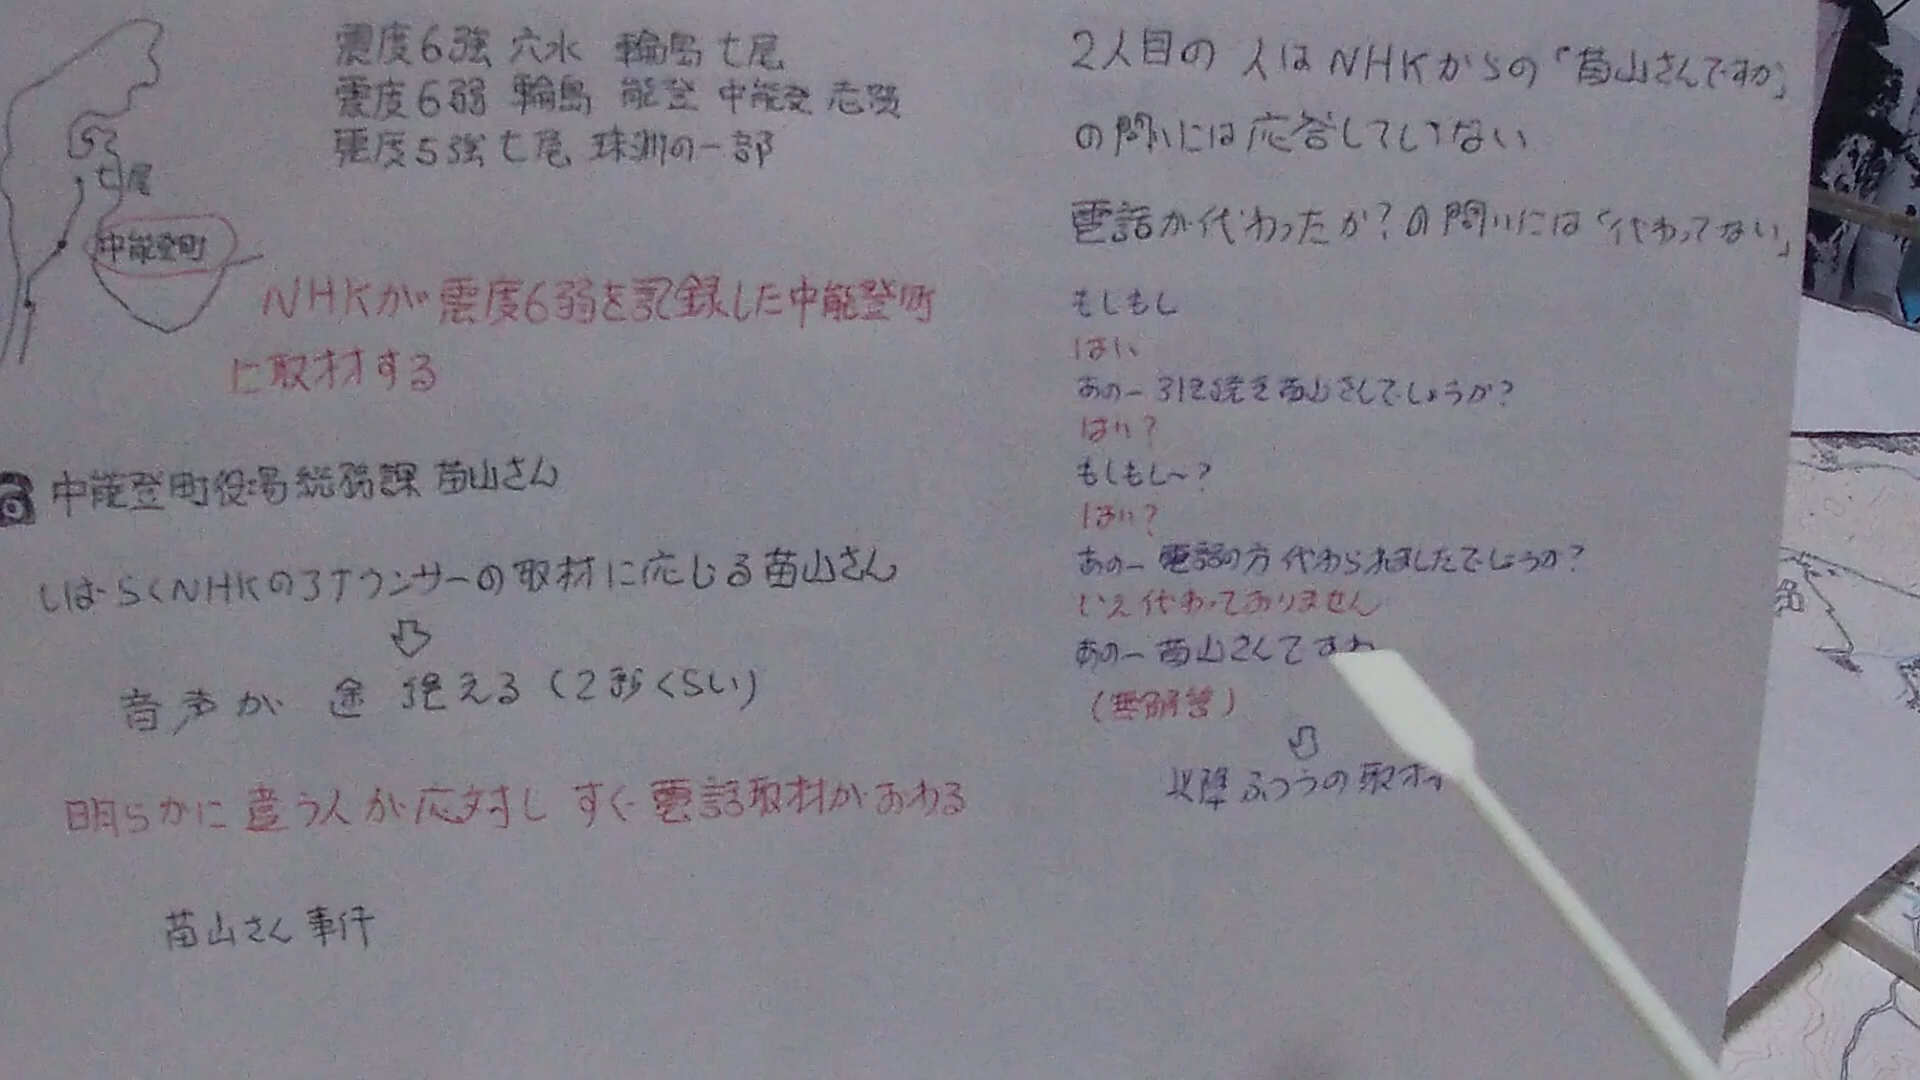 震度6強 穴水 輪島 七尾
震度6弱 輪島 能登 中能登 志賀
震度5強 七尾 珠洲の一部
七尾
中能登町
NHKが震度6弱を記録した中能登町
に取材する
中能登町役場総務課 苗山さん
しばらくNHKのアナウンサーの取材に応じる苗山さん
音声が 途 絶える（2秒くらい）
明らかに違う人が応対し すぐ電話取材がおわる
苗山さん事件
2人目の 人はNHKからの「苗山さんですか」
の問いには応答していない
電話が代わったか？の問いには「代わってない」
もしもし
はい
あのー引き続き苗山さんでしょうか？
はい？
もしもし～？
はい？
あのー電話の方代わられましたでしょうか？
いえ代わっておりません
あのー苗山さんですね
（無解答）
以降ふつうの取材